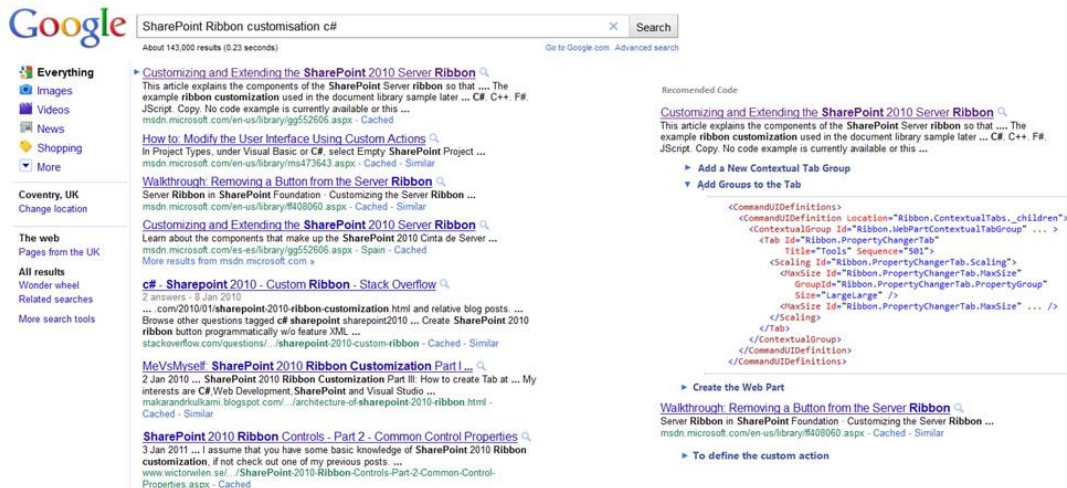 Google
SharePoint Ribbon customisation c#
×
Search
About 143,000 results (0.23 seconds)
Go to Google.com Advanced search
Everything
Images
Videos
News
Shopping
More
Coventry, UK
Change location
The web
Pages from the UK
All results
Wonder wheel
Related searches
More search tools
Customizing and Extending the SharePoint 2010 Server Ribbon
This article explains the components of the SharePoint Server ribbon so that .... The
example ribbon customization used in the document library sample later ... C#. C++. F#.
JScript. Copy. No code example is currently available or this ...
msdn.microsoft.com/en-us/library/gg552606.aspx - Cached
How to: Modify the User Interface Using Custom Actions
In Project Types, under Visual Basic or C#, select Empty SharePoint Project ...
msdn.microsoft.com/en-us/library/ms473643.aspx - Cached - Similar
Walkthrough: Removing a Button from the Server Ribbon
Server Ribbon in SharePoint Foundation · Customizing the Server Ribbon ...
msdn.microsoft.com/en-us/library/ff408060.aspx - Cached - Similar
Customizing and Extending the SharePoint 2010 Server Ribbon
Learn about the components that make up the SharePoint 2010 Cinta de Server ...
msdn.microsoft.com/es-es/library/gg552606.aspx - Spain - Cached
More results from msdn.microsoft.com »
c# - Sharepoint 2010 - Custom Ribbon - Stack Overflow
2 answers - 8 Jan 2010
... .com/2010/01/sharepoint-2010-ribbon-customization.html and relative blog posts. ...
Browse other questions tagged c# sharepoint sharepoint2010 ... Create SharePoint 2010
ribbon button programmatically w/o feature XML ...
stackoverflow.com/questions/.../sharepoint-2010-custom-ribbon - Cached - Similar
MeVsMyself: SharePoint 2010 Ribbon Customization Part I ...
2 Jan 2010 ... SharePoint 2010 Ribbon Customization Part III: How to create Tab at ... My
interests are C#,Web Development,SharePoint and Visual Studio ...
makarandrkulkarni.blogspot.com/.../architecture-of-sharepoint-2010-ribbon.html -
Cached - Similar
SharePoint 2010 Ribbon Controls - Part 2 - Common Control Properties
3 Jan 2011 ... I assume that you have some basic knowledge of SharePoint 2010 Ribbon
customization, if not check out one of my previous posts. ...
www.wictorwilen.se/.../SharePoint-2010-Ribbon-Controls-Part-2-Common-Control-
Properties.aspx - Cached
Recomended Code
Customizing and Extending the SharePoint 2010 Server Ribbon
This article explains the components of the SharePoint Server ribbon so that .... The
example ribbon customization used in the document library sample later ... C#. C++. F#.
JScript. Copy. No code example is currently available or this ...
Add a New Contextual Tab Group
Add Groups to the Tab
<CommandUIDefinitions>
<CommandUIDefinition Location="Ribbon.ContextualTabs._children">
<ContextualGroup Id="Ribbon.WebPartContextualTabGroup" ... >
<Tab Id="Ribbon.PropertyChangerTab"
Title="Tools" Sequence="501">
<Scaling Id="Ribbon.PropertyChangerTab.Scaling">
<MaxSize Id="Ribbon.PropertyChangerTab.MaxSize"
GroupId="Ribbon.PropertyChangerTab.PropertyGroup"
Size="LargeLarge" />
<MaxSize Id="Ribbon.PropertyChangerTab.MaxSize" ... />
</Scaling>
</Tab>
</ContextualGroup>
</CommandUIDefinition>
</CommandUIDefinitions>
Create the Web Part
Walkthrough: Removing a Button from the Server Ribbon
Server Ribbon in SharePoint Foundation · Customizing the Server Ribbon ...
msdn.microsoft.com/en-us/library/ff408060.aspx - Cached - Similar
To define the custom action